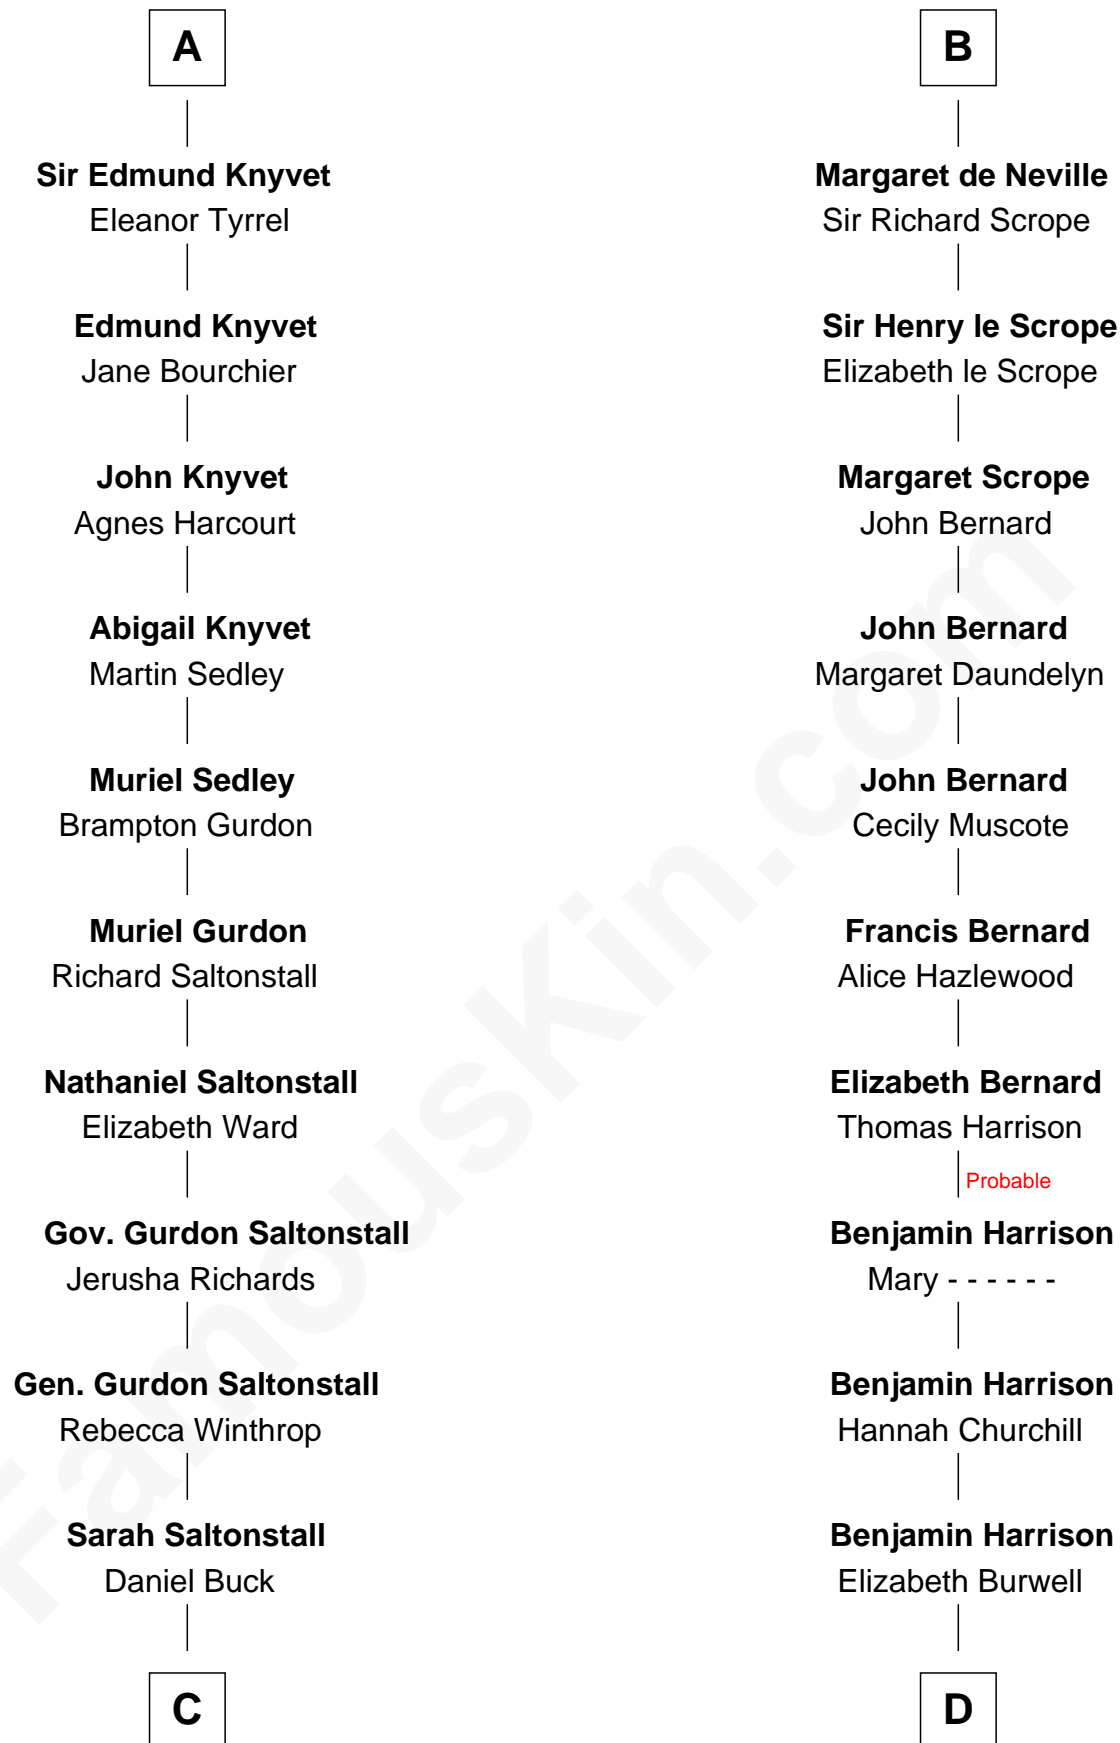 A
Sir Edmund Knyvet
Eleanor Tyrrel
Edmund Knyvet
Jane Bourchier
John Knyvet
Agnes Harcourt
Abigail Knyvet
Martin Sedley
Muriel Sedley
Brampton Gurdon
Muriel Gurdon
Richard Saltonstall
Nathaniel Saltonstall
Elizabeth Ward
Gov. Gurdon Saltonstall
Jerusha Richards
Gen. Gurdon Saltonstall
Rebecca Winthrop
Sarah Saltonstall
Daniel Buck
C
B
Margaret de Neville
Sir Richard Scrope
Sir Henry le Scrope
Elizabeth le Scrope
Margaret Scrope
John Bernard
John Bernard
Margaret Daundelyn
John Bernard
Cecily Muscote
Francis Bernard
Alice Hazlewood
Elizabeth Bernard
Thomas Harrison
Probable
Benjamin Harrison
Mary - - - - - -
Benjamin Harrison
Hannah Churchill
Benjamin Harrison
Elizabeth Burwell
D
FamousKin.com